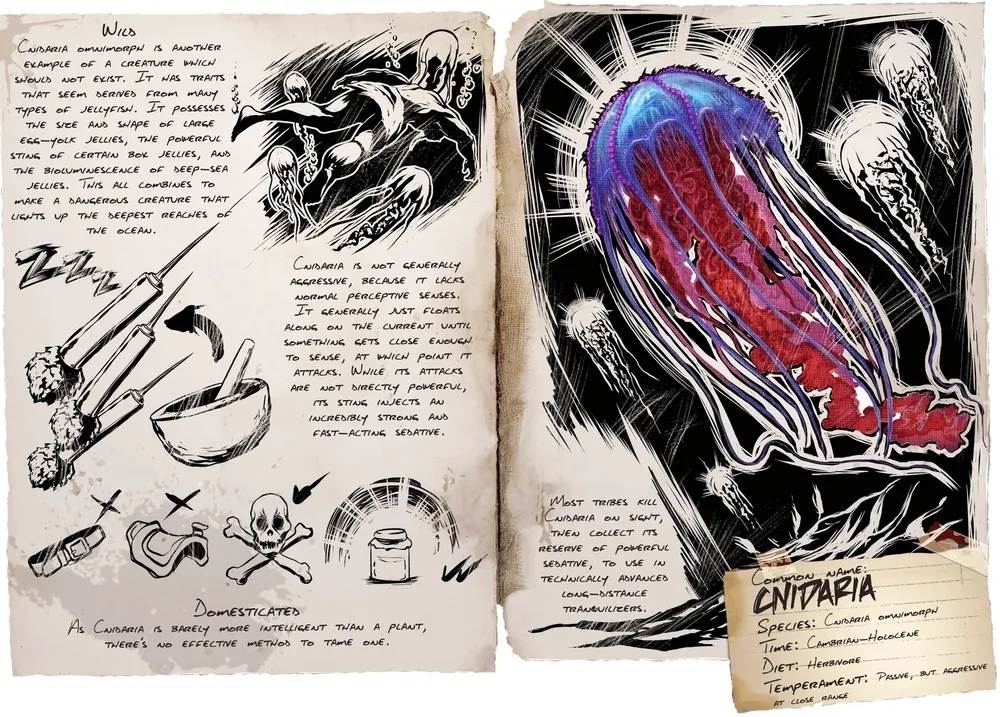 Wild
Cnidaria omnimorph is another
example of a creature which
should not exist. It has traits
that seem derived from many
types of jellyfish. It possesses
the size and shape of large
egg-yolk jellies, the powerful
sting of certain box jellies, and
the bioluminescence of deep-sea
jellies. This all combines to
make a dangerous creature that
lights up the deepest reaches of
the ocean.
Zzzz
Cnidaria is not generally
aggressive, because it lacks
normal perceptive senses.
It generally just floats
along on the current until
something gets close enough
to sense, at which point it
attacks. While its attacks
are not directly powerful,
its sting injects an
incredibly strong and
fast-acting sedative.
Domesticated
As Cnidaria is barely more intelligent than a plant,
there's no effective method to tame one.
Most tribes kill
Cnidaria on sight,
then collect its
reserve of powerful
sedative, to use in
technically advanced
long-distance
tranquilizers.
Common name:
CNIDARIA
Species: Cnidaria omnimorph
Time: Cambrian-Holocene
Diet: Herbivore
Temperament: Passive, but aggressive
at close range